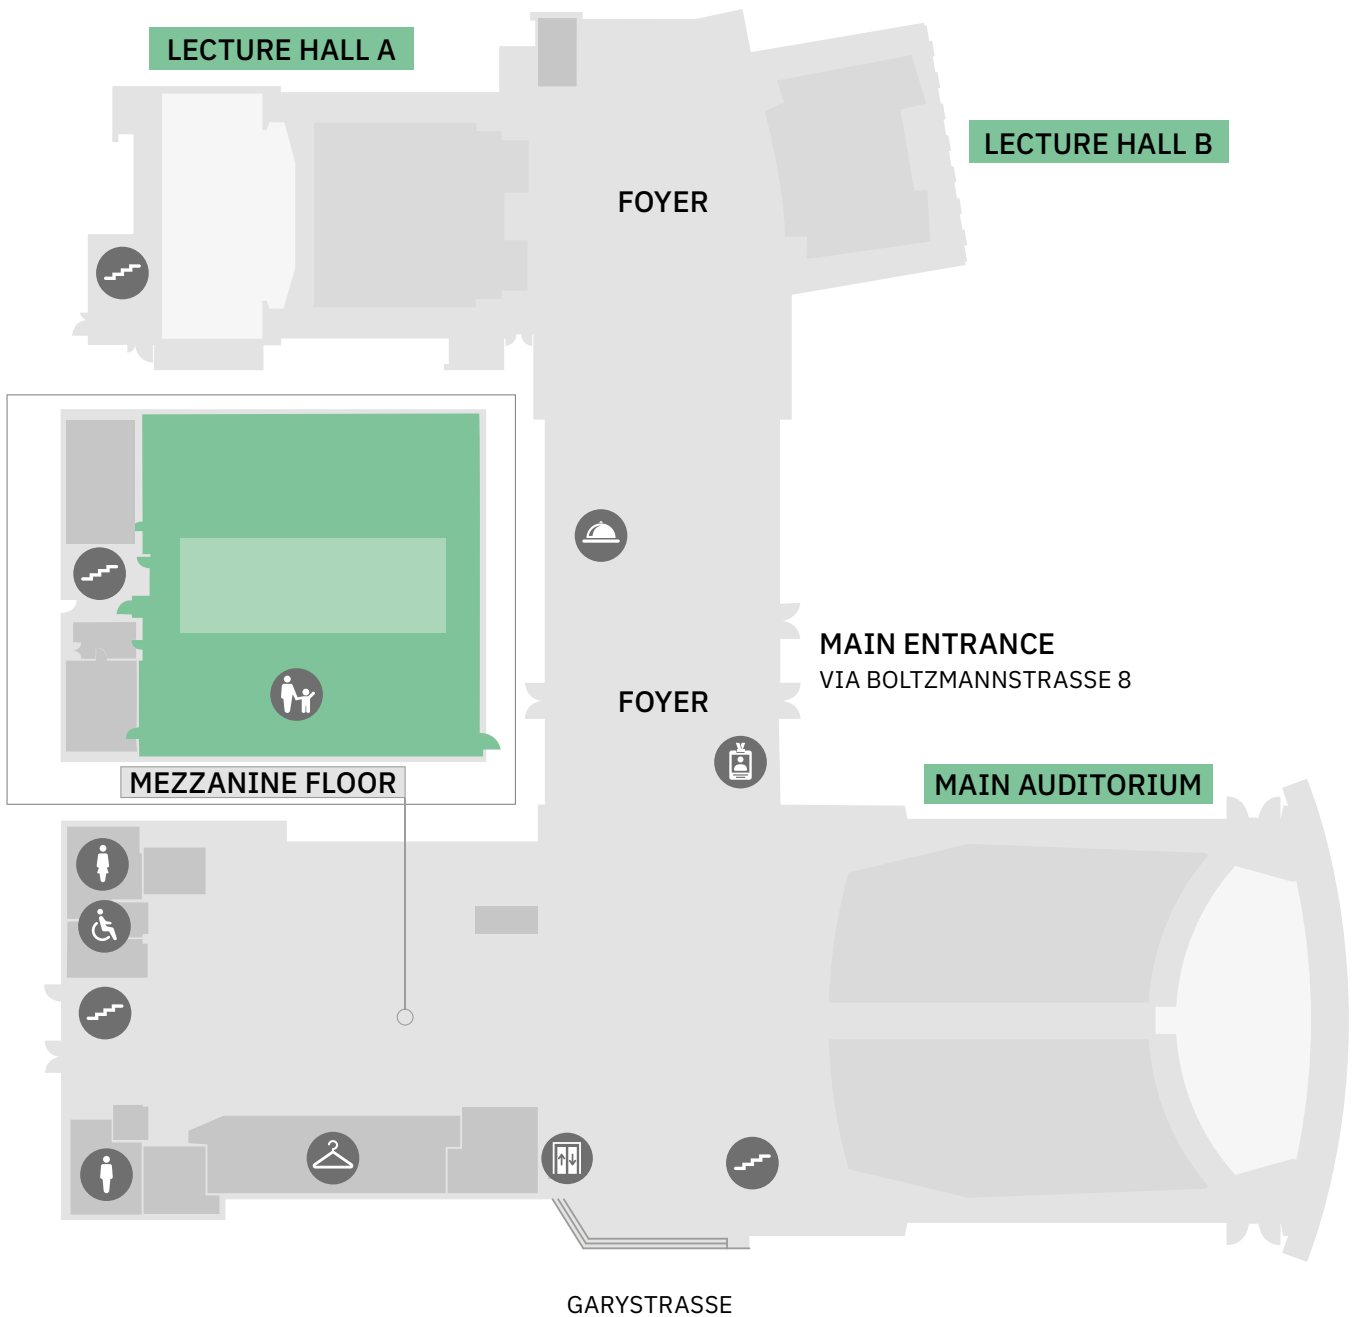 LECTURE HALL A
LECTURE HALL B
FOYER
MAIN ENTRANCE
VIA BOLTZMANNSTRASSE 8
FOYER
MEZZANINE FLOOR
MAIN AUDITORIUM
GARYSTRASSE